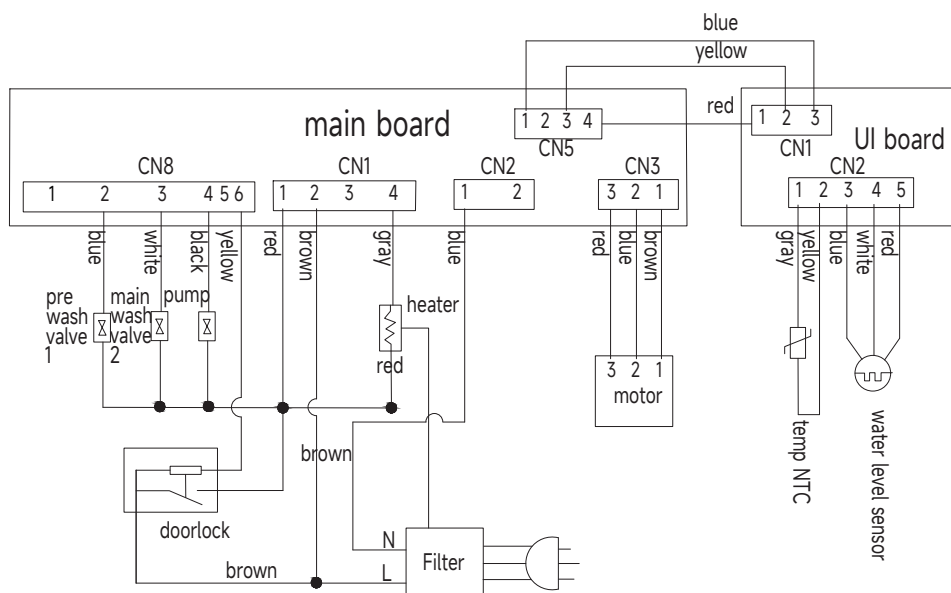 blue
yellow
red
main board
1 2 3 4
CN5
1 2 3
CN1
UI board
CN8
1 2 3 4 5 6
CN1
1 2 3 4
CN2
1 2
CN3
3 2 1
CN2
1 2 3 4 5
blue
white
black
yellow
red
brown
gray
blue
red
blue
brown
gray
yellow
blue
white
red
pre
wash
valve
1
main
wash
valve
2
pump
heater
red
3 2 1
motor
temp NTC
water level sensor
doorlock
brown
brown
N
L
Filter